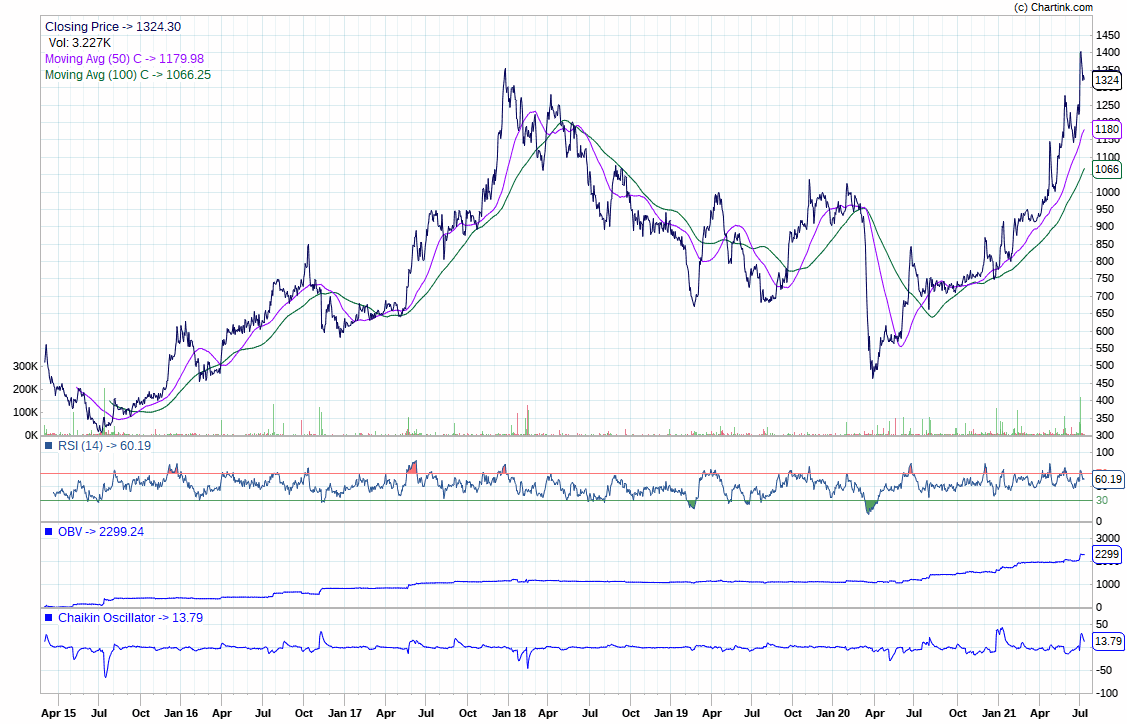 (c) Chartink.com
Closing Price -> 1324.30
Vol: 3.227K
Moving Avg (50) C -> 1179.98
Moving Avg (100) C -> 1066.25
1450
1400
1324
1250
1180
1100
1066
1000
950
900
850
800
750
700
650
600
550
500
450
400
350
300
300K
200K
100K
0K
RSI (14) -> 60.19
100
60.19
30
0
OBV -> 2299.24
3000
2299
1000
0
Chaikin Oscillator -> 13.79
50
13.79
-50
-100
Apr 15 Jul Oct Jan 16 Apr Jul Oct Jan 17 Apr Jul Oct Jan 18 Apr Jul Oct Jan 19 Apr Jul Oct Jan 20 Apr Jul Oct Jan 21 Apr Jul